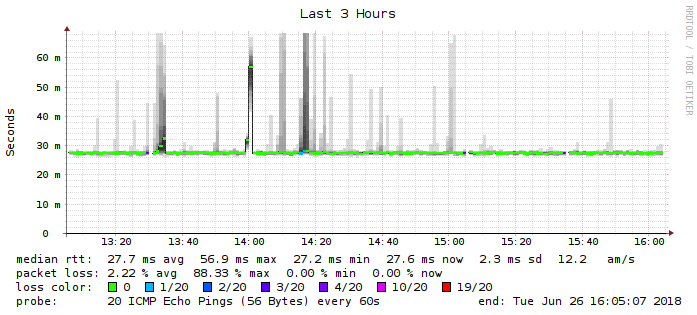 Last 3 Hours
RRDTOOL / TOBI OETIKER
Seconds
60 m
50 m
40 m
30 m
20 m
10 m
0
13:20 13:40 14:00 14:20 14:40 15:00 15:20 15:40 16:00
median rtt: 27.7 ms avg 56.9 ms max 27.2 ms min 27.6 ms now 2.3 ms sd 12.2 am/s
packet loss: 2.22 % avg 88.33 % max 0.00 % min 0.00 % now
loss color: 0 1/20 2/20 3/20 4/20 10/20 19/20
probe: 20 ICMP Echo Pings (56 Bytes) every 60s end: Tue Jun 26 16:05:07 2018